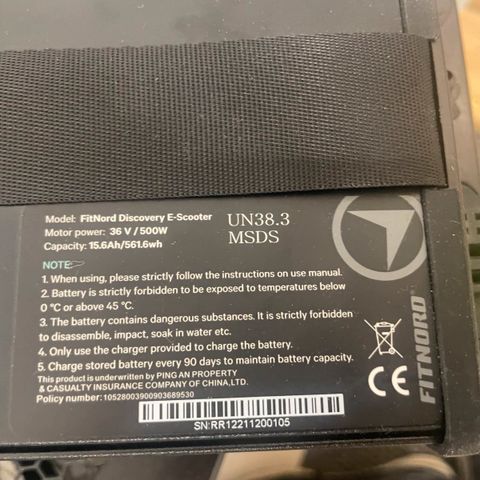 Model: FitNord Discovery E-Scooter
Motor power: 36 V / 500W
Capacity: 15.6Ah/561.6wh
UN38.3
MSDS
NOTE
1. When using, please strictly follow the instructions on use manual.
2. Battery is strictly forbidden to be exposed to temperatures below
0 °C or above 45 °C.
3. The battery contains dangerous substances. It is strictly forbidden
to disassemble, impact, soak in water etc.
4. Only use the charger provided to charge the battery.
5. Charge stored battery every 90 days to maintain battery capacity.
This product is underwritten by PING AN PROPERTY
& CASUALTY INSURANCE COMPANY OF CHINA,LTD.
Policy number: 10528003900903689530
SN:RR12211200105
CE
FITNORD